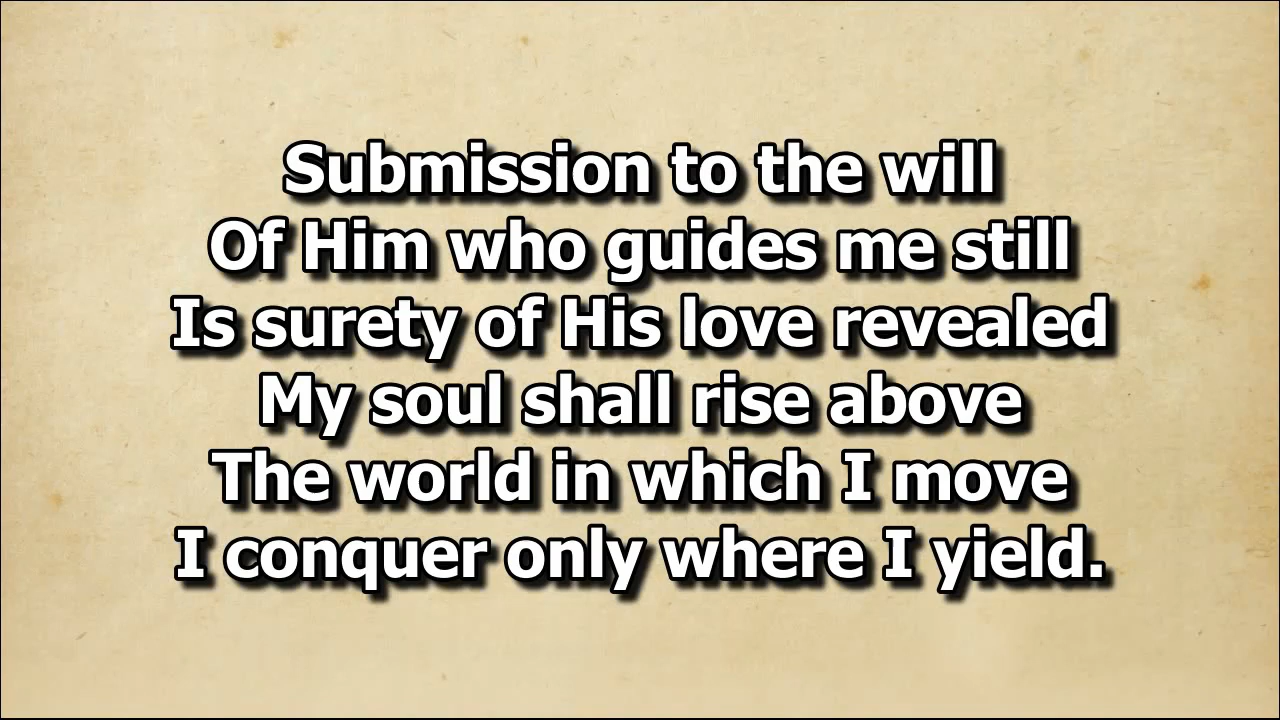 Submission to the will
Of Him who guides me still
Is surety of His love revealed
My soul shall rise above
The world in which I move
I conquer only where I yield.